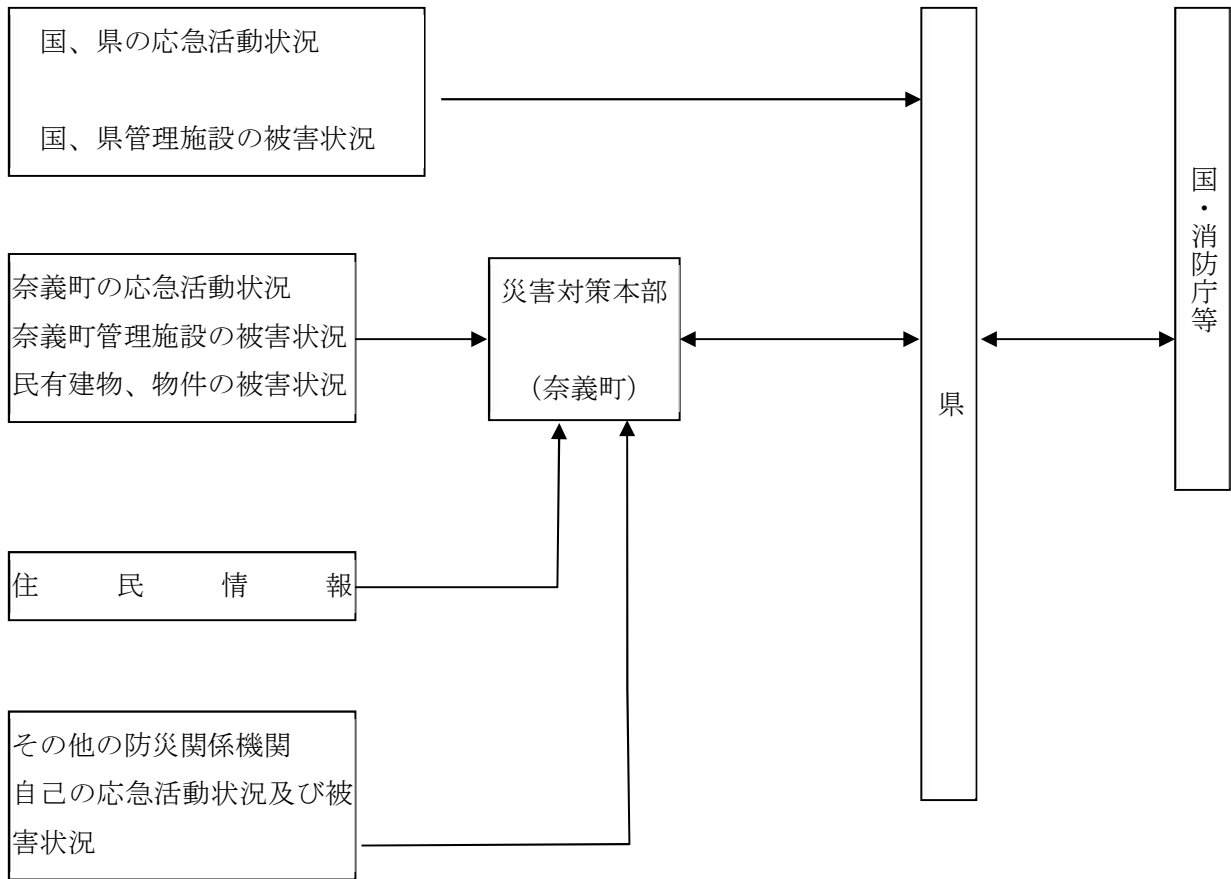 国、県の応急活動状況
国、県管理施設の被害状況
奈義町の応急活動状況
奈義町管理施設の被害状況
民有建物、物件の被害状況
災害対策本部
(奈義町)
県
国・消防庁等
住民情報
その他の防災関係機関
自己の応急活動状況及び被
害状況